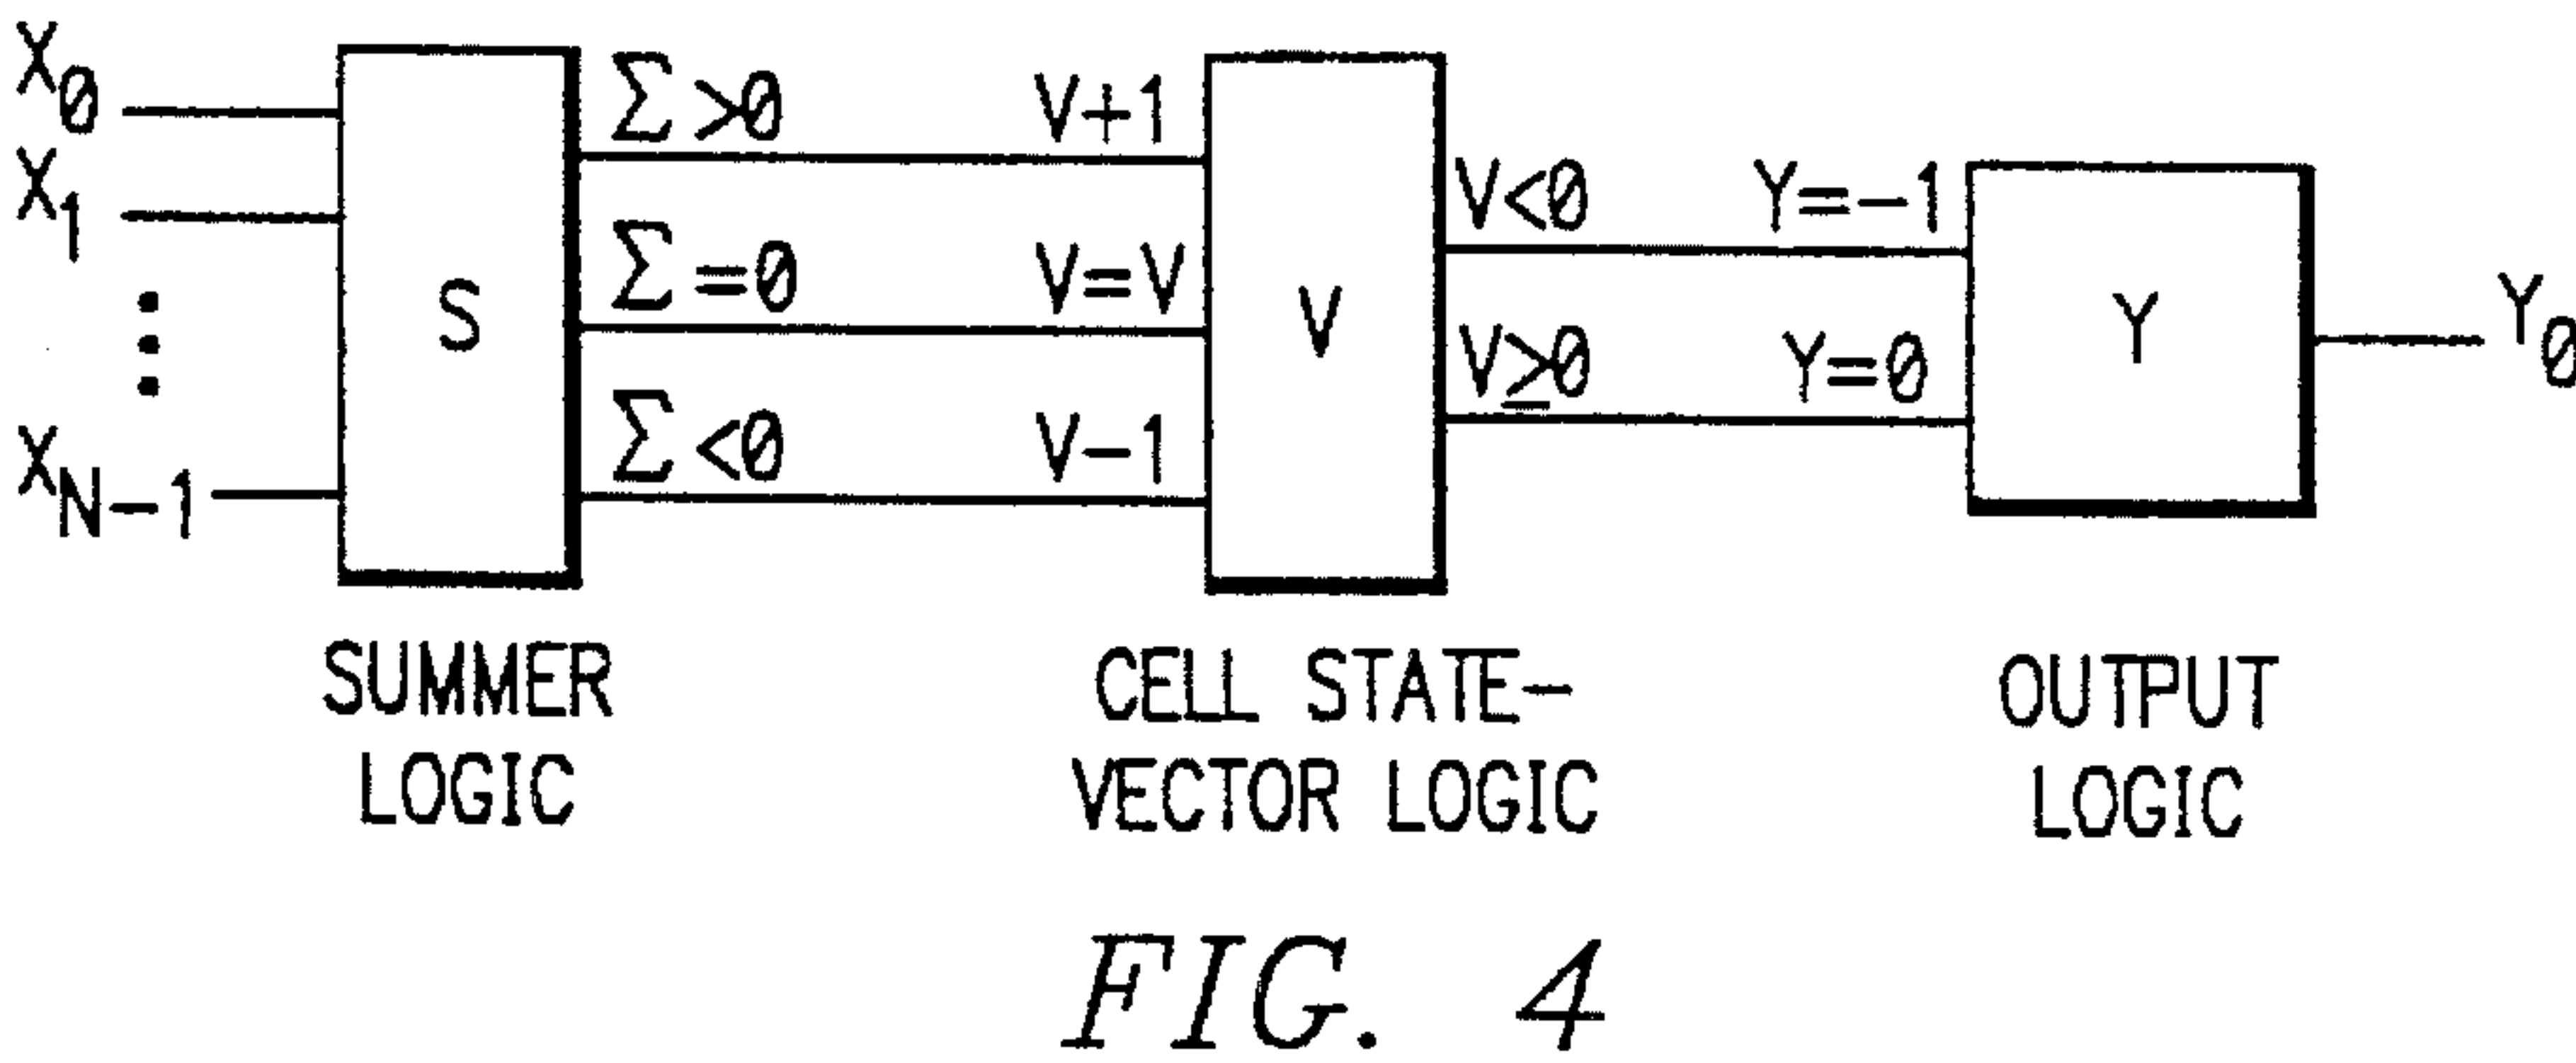 X0
X1
XN-1
S
Σ>0 V+1
Σ=0 V=V
Σ<0 V-1
V
V<0 Y=-1
V≥0 Y=0
Y
Y0
SUMMER
LOGIC
CELL STATE-
VECTOR LOGIC
OUTPUT
LOGIC
FIG. 4